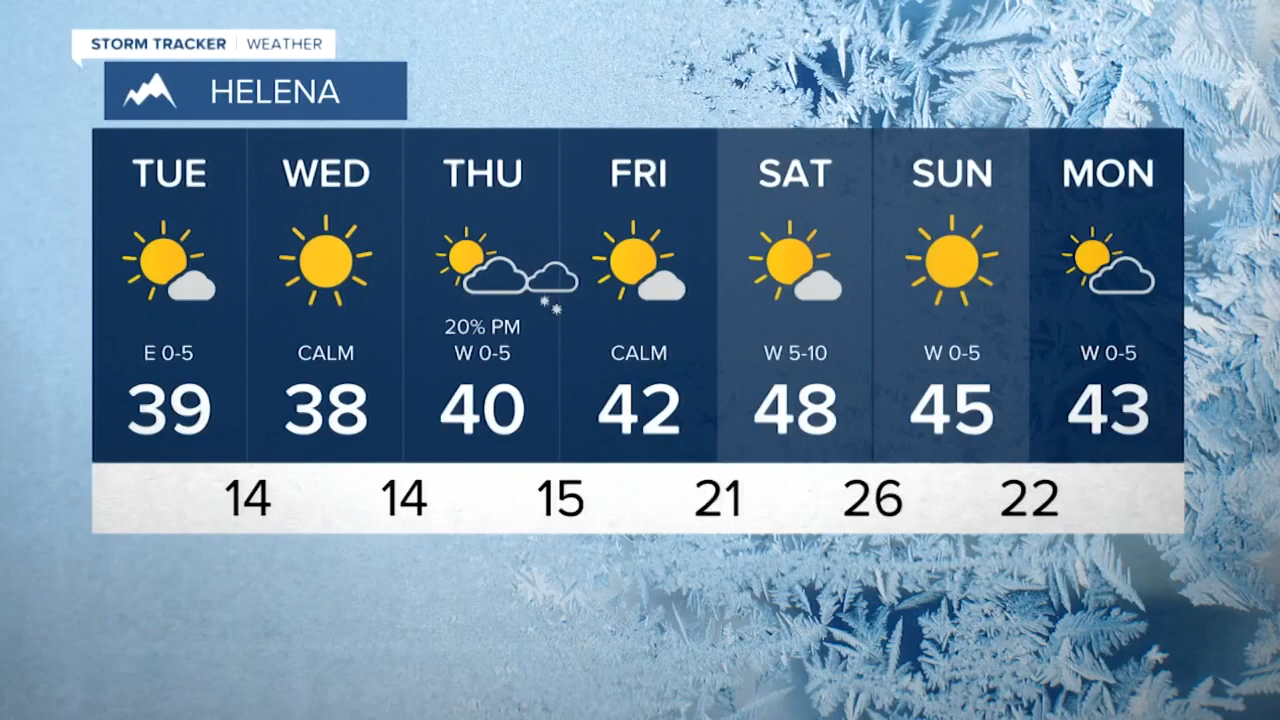 STORM TRACKER | WEATHER
HELENA
TUE WED THU FRI SAT SUN MON
20% PM
E 0-5 CALM W 0-5 CALM W 5-10 W 0-5 W 0-5
39 38 40 42 48 45 43
14 14 15 21 26 22